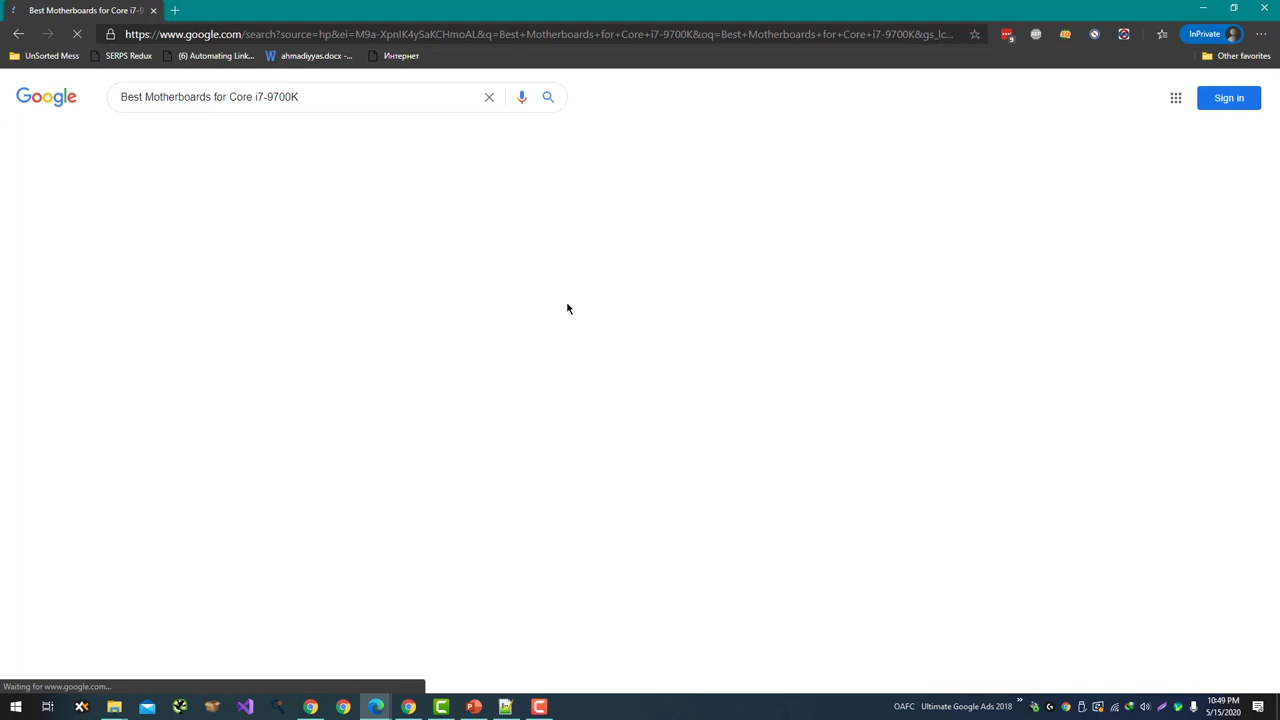 Best Motherboards for Core i7-9
https://www.google.com/search?source=hp&ei=M9a-XpnIK4ySaKCHmoAL&q=Best+Motherboards+for+Core+i7-9700K&oq=Best+Motherboards+for+Core+i7-9700K&gs_lc...
InPrivate
UnSorted Mess
SERPS Redux
(6) Automating Link...
ahmadiyyas.docx -...
Интернет
Other favorites
Google
Best Motherboards for Core i7-9700K
Sign in
Waiting for www.google.com...
OAFC
Ultimate Google Ads 2018
10:49 PM
5/15/2020